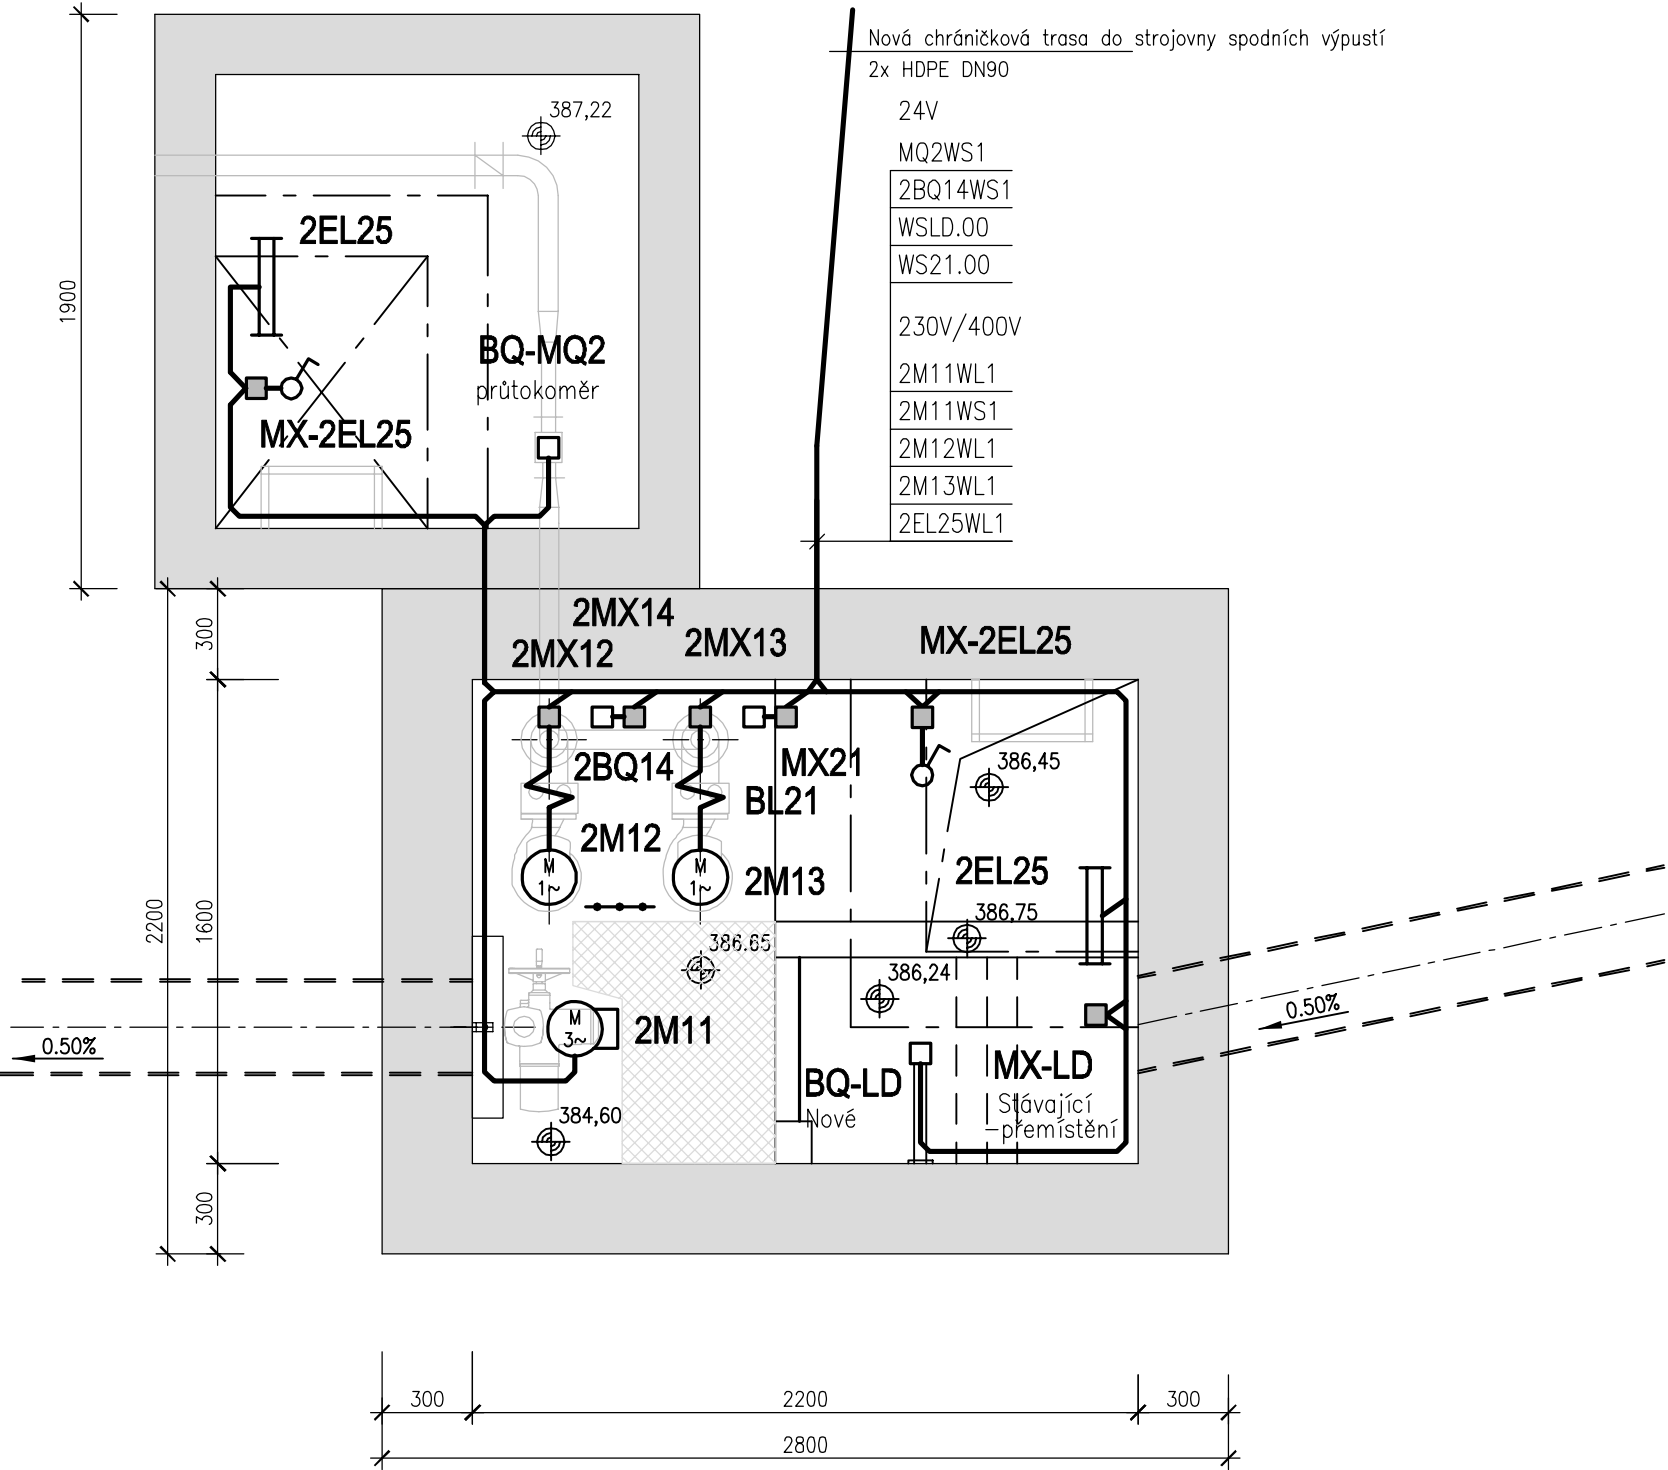 Nová chráničková trasa do strojovny spodních výpustí
2x HDPE DN90
24V
MQ2WS1
2BQ14WS1
WSLD.00
WS21.00
230V/400V
2M11WL1
2M11WS1
2M12WL1
2M13WL1
2EL25WL1
387,22
2EL25
1900
BQ-MQ2
průtokoměr
MX-2EL25
2MX14
2MX12
2MX13
MX-2EL25
300
2BQ14
MX21
386,45
BL21
2M12
2M13
M
1~
M
1~
2EL25
2200
1600
386.65
386,75
386,24
M
3~
2M11
0.50%
0.50%
BQ-LD
Nové
MX-LD
Stávající
-přemístění
384,60
300
300
2200
300
2800